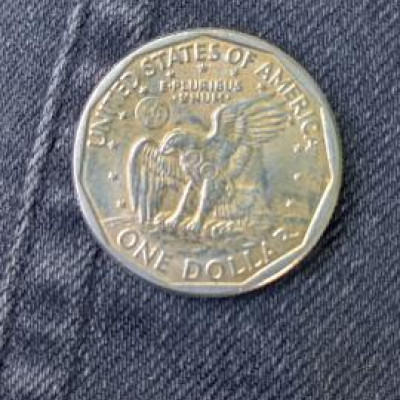 UNITED STATES OF AMERICA
E·PLURIBUS
·UNUM·
ONE DOLLAR